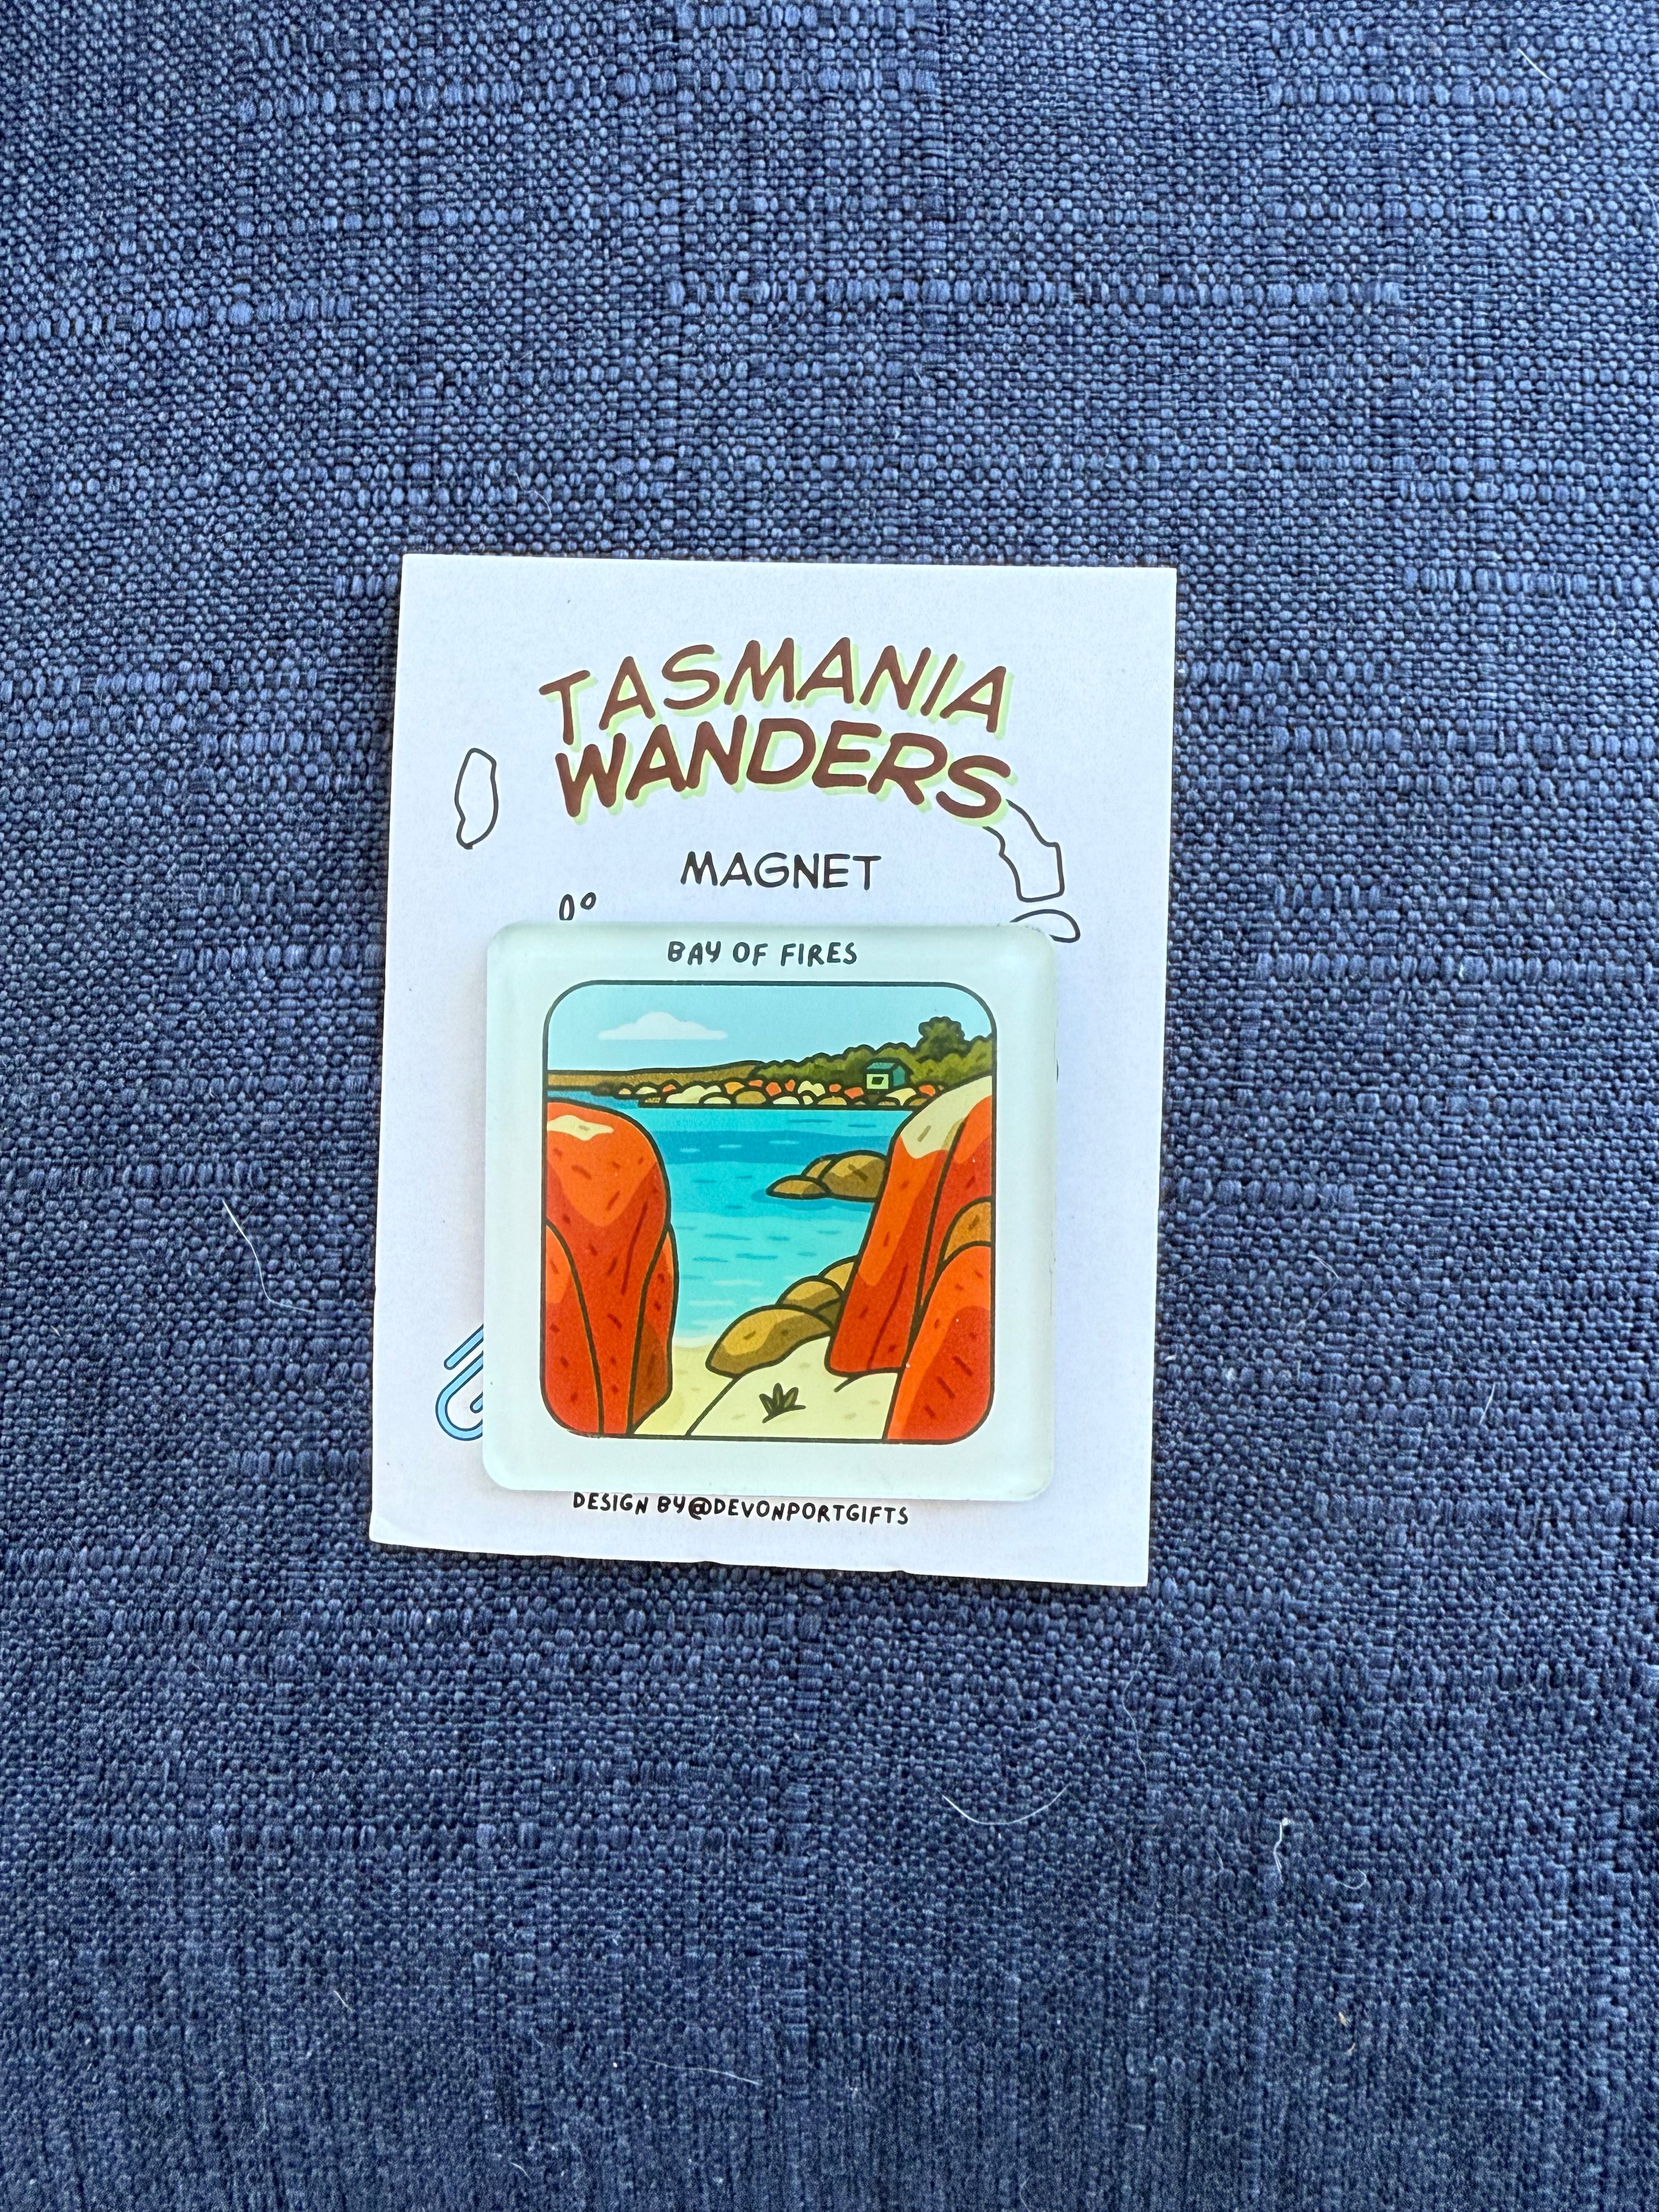 TASMANIA
WANDERS
MAGNET
BAY OF FIRES
DESIGN BY@DEVONPORTGIFTS